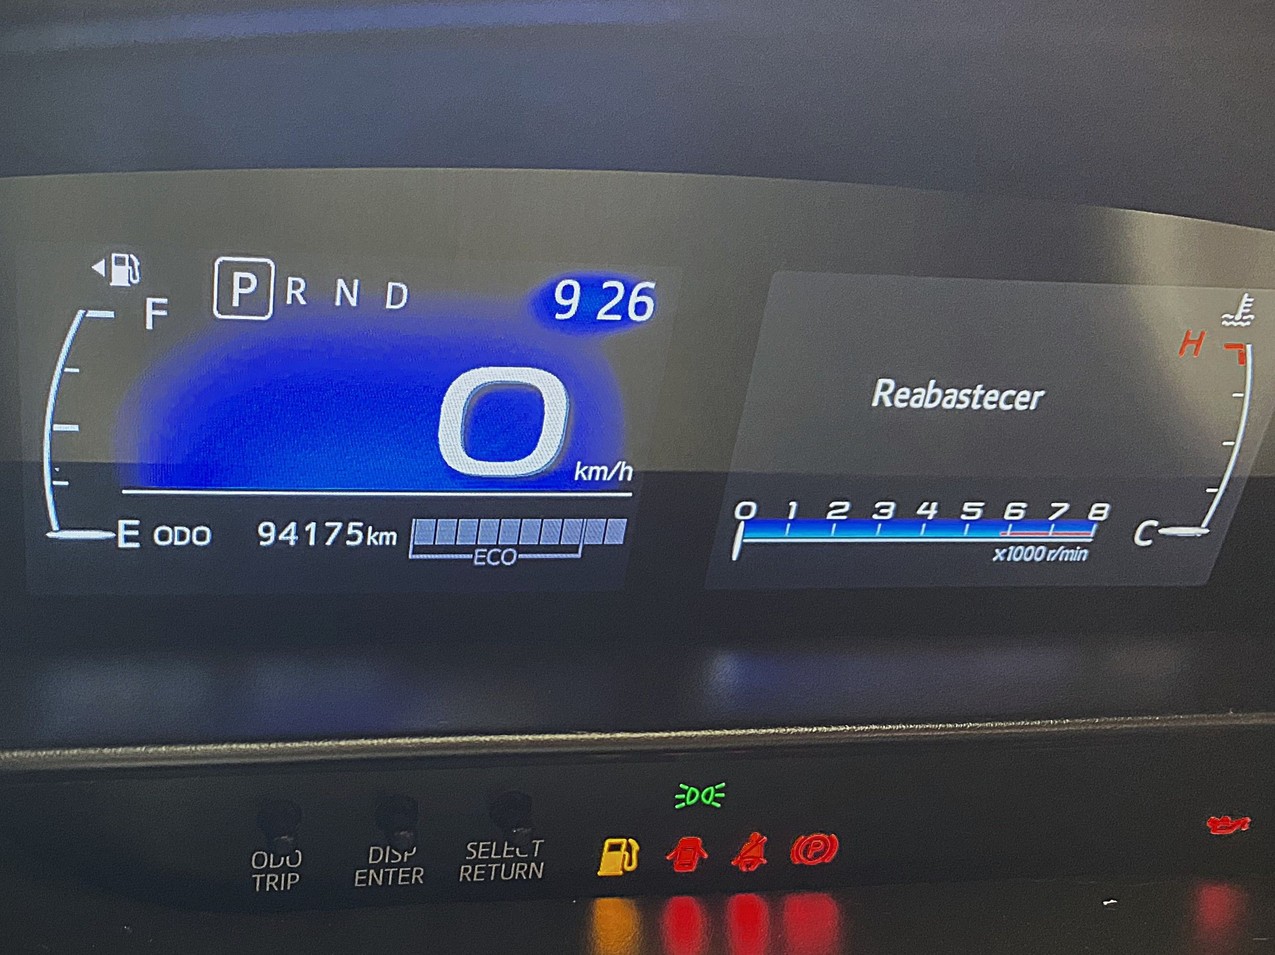 P R N D
9 26
F
0
km/h
E ODO 94175km
ECO
Reabastecer
H
0 1 2 3 4 5 6 7 8
x1000 r/min
C
ODO
TRIP
DISP
ENTER
SELECT
RETURN
P